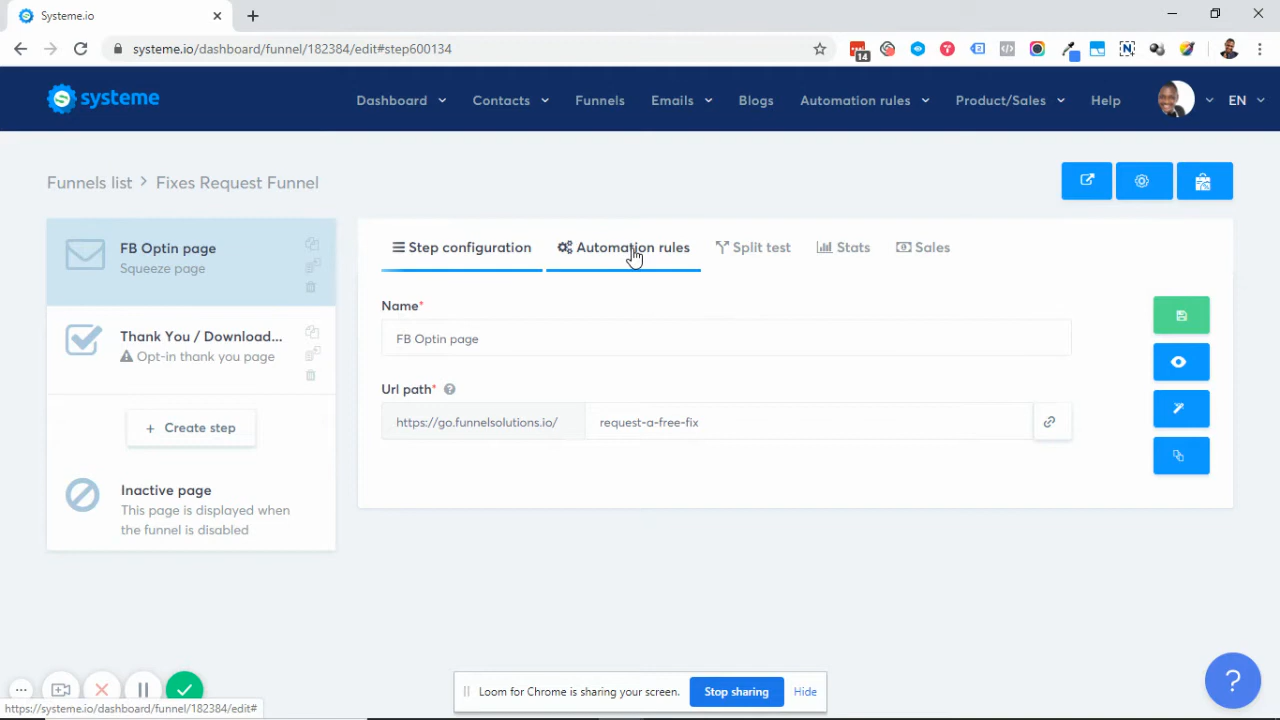 Systeme.io
systeme.io/dashboard/funnel/182384/edit#step600134
14
systeme
Dashboard
Contacts
Funnels
Emails
Blogs
Automation rules
Product/Sales
Help
EN
Funnels list > Fixes Request Funnel
FB Optin page
Squeeze page
Thank You / Download...
Opt-in thank you page
+ Create step
Inactive page
This page is displayed when
the funnel is disabled
Step configuration
Automation rules
Split test
Stats
Sales
Name*
FB Optin page
Url path*
https://go.funnelsolutions.io/
request-a-free-fix
Loom for Chrome is sharing your screen.
Stop sharing
Hide
?
https://systeme.io/dashboard/funnel/182384/edit#